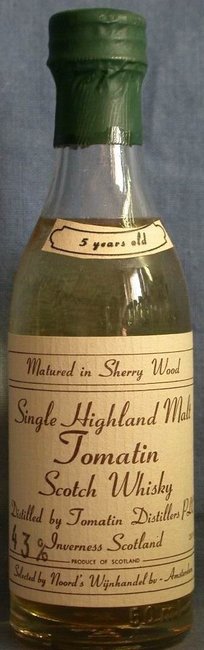 5 years old
Matured in Sherry Wood
Single Highland Malt
Tomatin
Scotch Whisky
Distilled by Tomatin Distillers
43% Inverness Scotland
PRODUCT OF SCOTLAND
Selected by Noord's Wijnhandel bv - Amsterdam